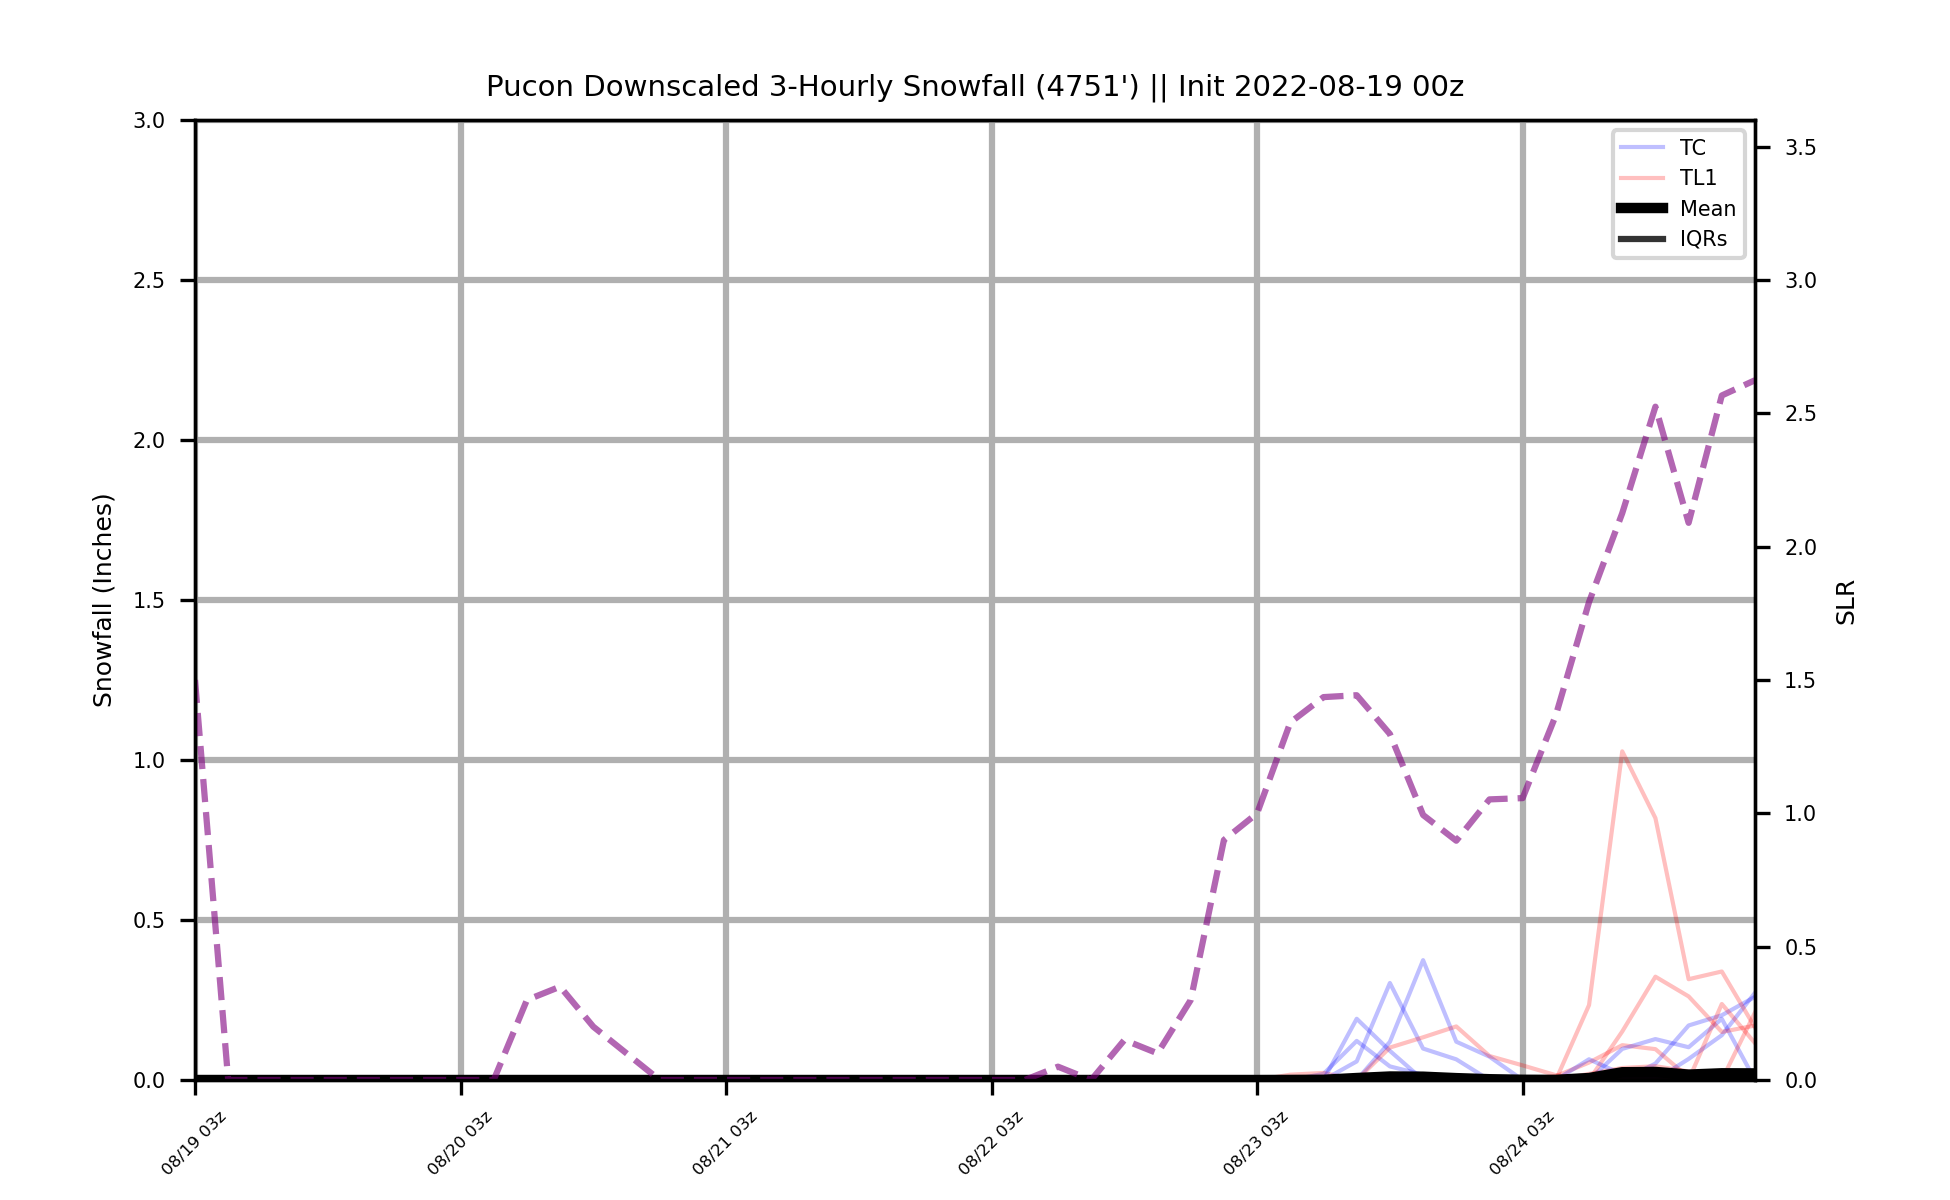 Pucon Downscaled 3-Hourly Snowfall (4751') || Init 2022-08-19 00z
3.0
2.5
2.0
1.5
1.0
0.5
0.0
Snowfall (Inches)
TC
TL1
Mean
IQRs
3.5
3.0
2.5
2.0
1.5
1.0
0.5
0.0
SLR
08/19 03z
08/20 03z
08/21 03z
08/22 03z
08/23 03z
08/24 03z